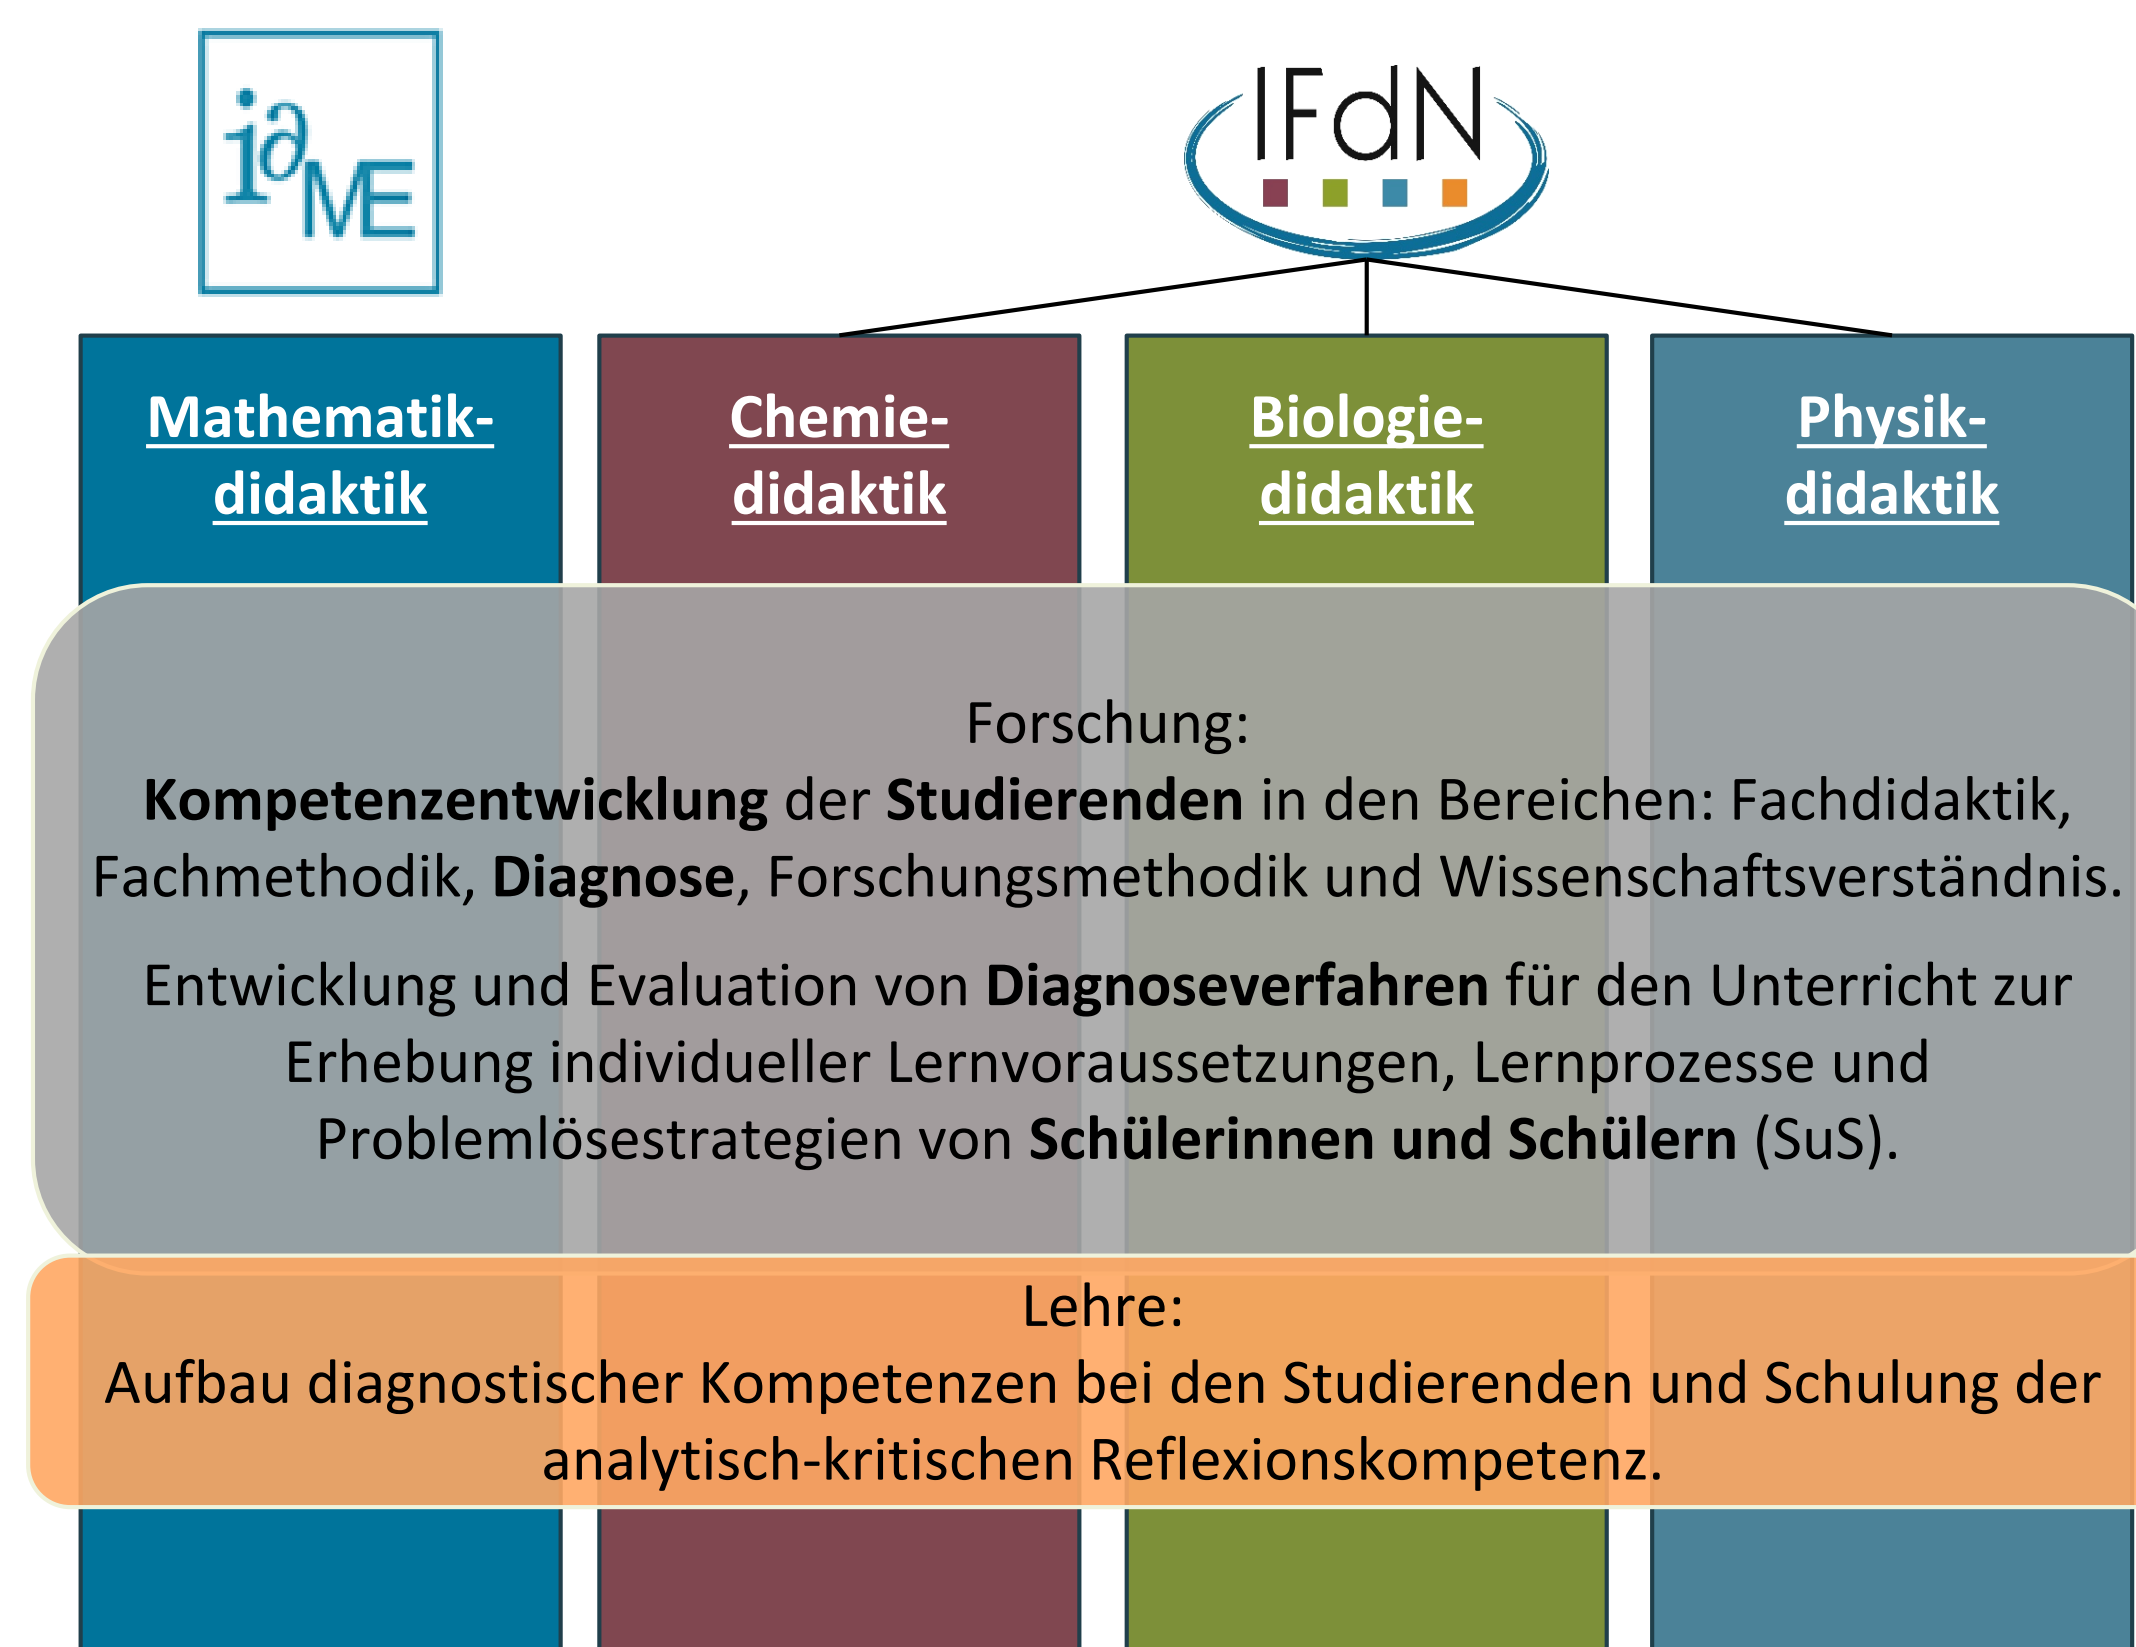 i∂ME
IFdN
Mathematik-
didaktik
Chemie-
didaktik
Biologie-
didaktik
Physik-
didaktik
Forschung:
Kompetenzentwicklung der Studierenden in den Bereichen: Fachdidaktik,
Fachmethodik, Diagnose, Forschungsmethodik und Wissenschaftsverständnis.
Entwicklung und Evaluation von Diagnoseverfahren für den Unterricht zur
Erhebung individueller Lernvoraussetzungen, Lernprozesse und
Problemlösestrategien von Schülerinnen und Schülern (SuS).
Lehre:
Aufbau diagnostischer Kompetenzen bei den Studierenden und Schulung der
analytisch-kritischen Reflexionskompetenz.